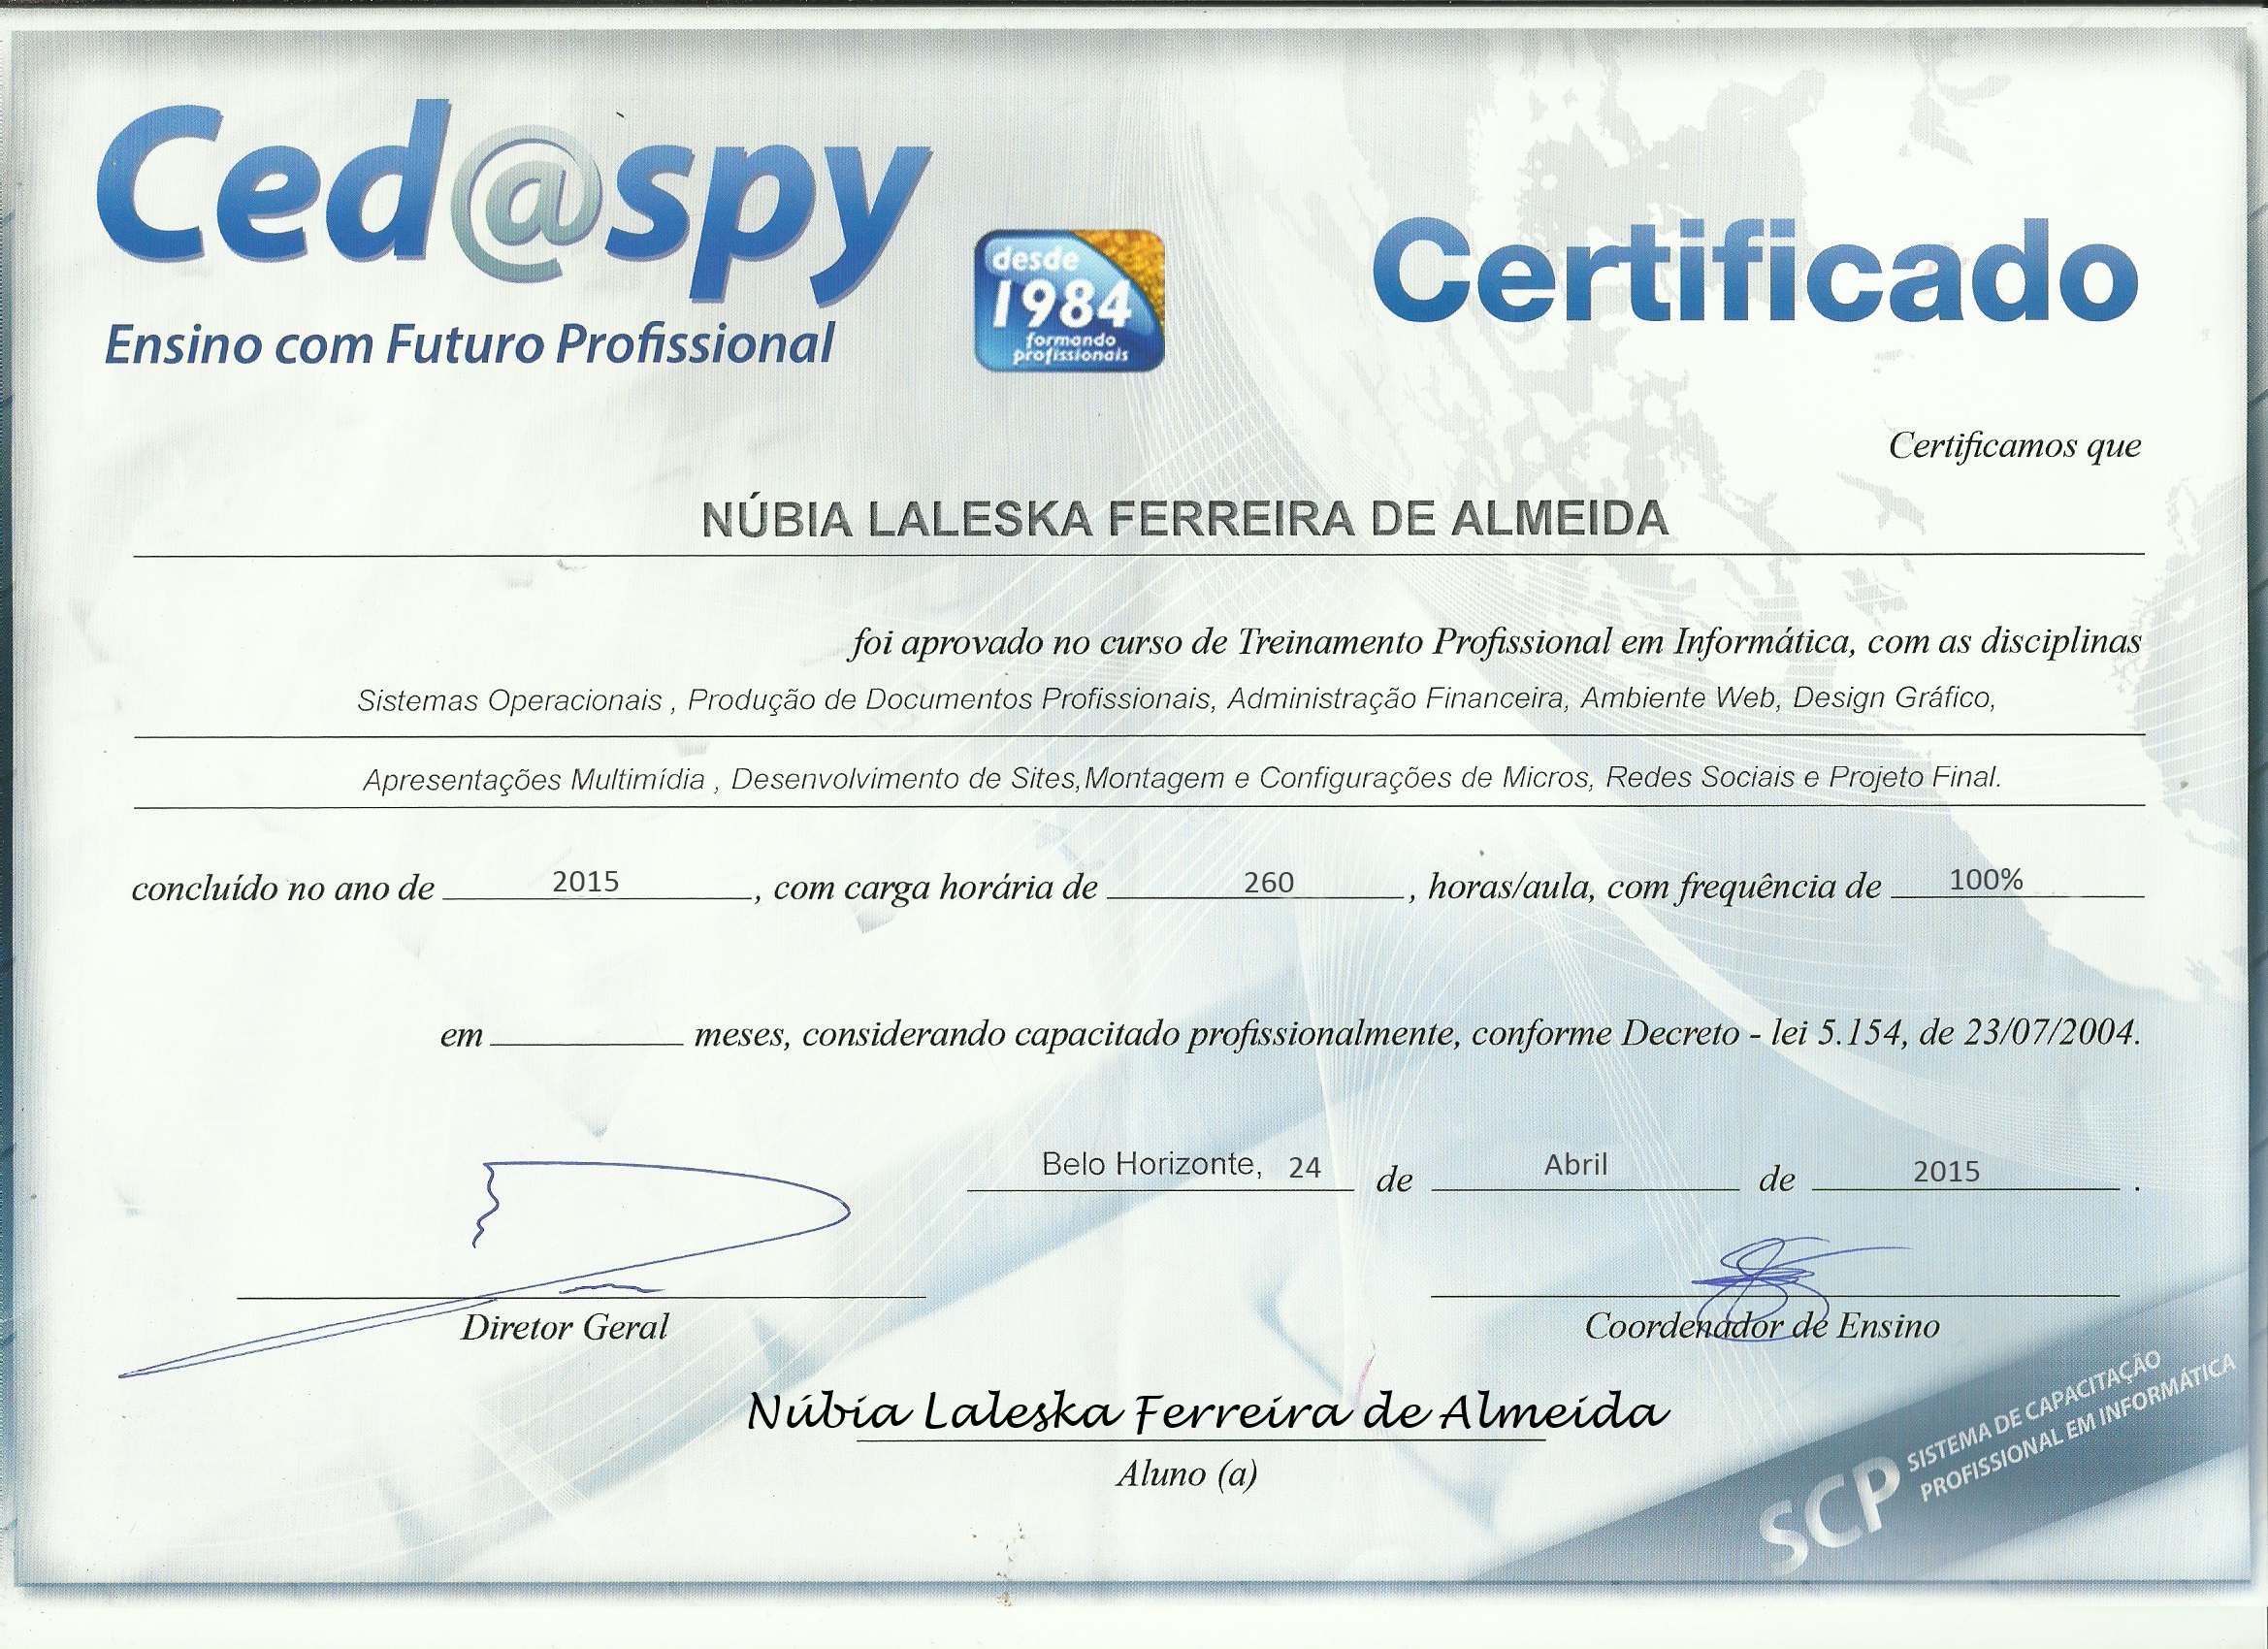 Ced@spy
Ensino com Futuro Profissional
desde
1984
formando
profissionais
Certificado
Certificamos que
NÚBIA LALESKA FERREIRA DE ALMEIDA
foi aprovado no curso de Treinamento Profissional em Informática, com as disciplinas
Sistemas Operacionais , Produção de Documentos Profissionais, Administração Financeira, Ambiente Web, Design Gráfico,
Apresentações Multimídia , Desenvolvimento de Sites,Montagem e Configurações de Micros, Redes Sociais e Projeto Final.
concluído no ano de 2015 , com carga horária de 260 , horas/aula, com frequência de 100%
em meses, considerando capacitado profissionalmente, conforme Decreto - lei 5.154, de 23/07/2004.
Belo Horizonte, 24 de Abril de 2015 .
Diretor Geral
Coordenador de Ensino
Núbia Laleska Ferreira de Almeida
Aluno (a)
SCP
SISTEMA DE CAPACITAÇÃO
PROFISSIONAL EM INFORMÁTICA